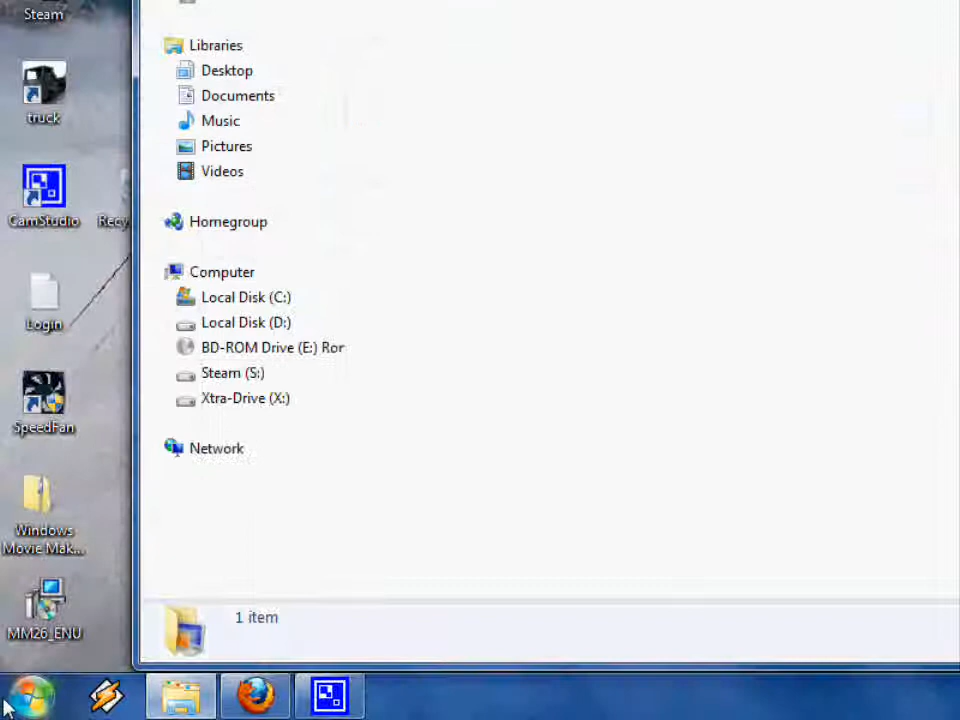 Steam
Libraries
Desktop
Documents
truck
Music
Pictures
Videos
CamStudio
Recy
Homegroup
Computer
Local Disk (C:)
Login
Local Disk (D:)
BD-ROM Drive (E:) Ror
Steam (S:)
Xtra-Drive (X:)
SpeedFan
Network
Windows
Movie Mak...
1 item
MM26_ENU